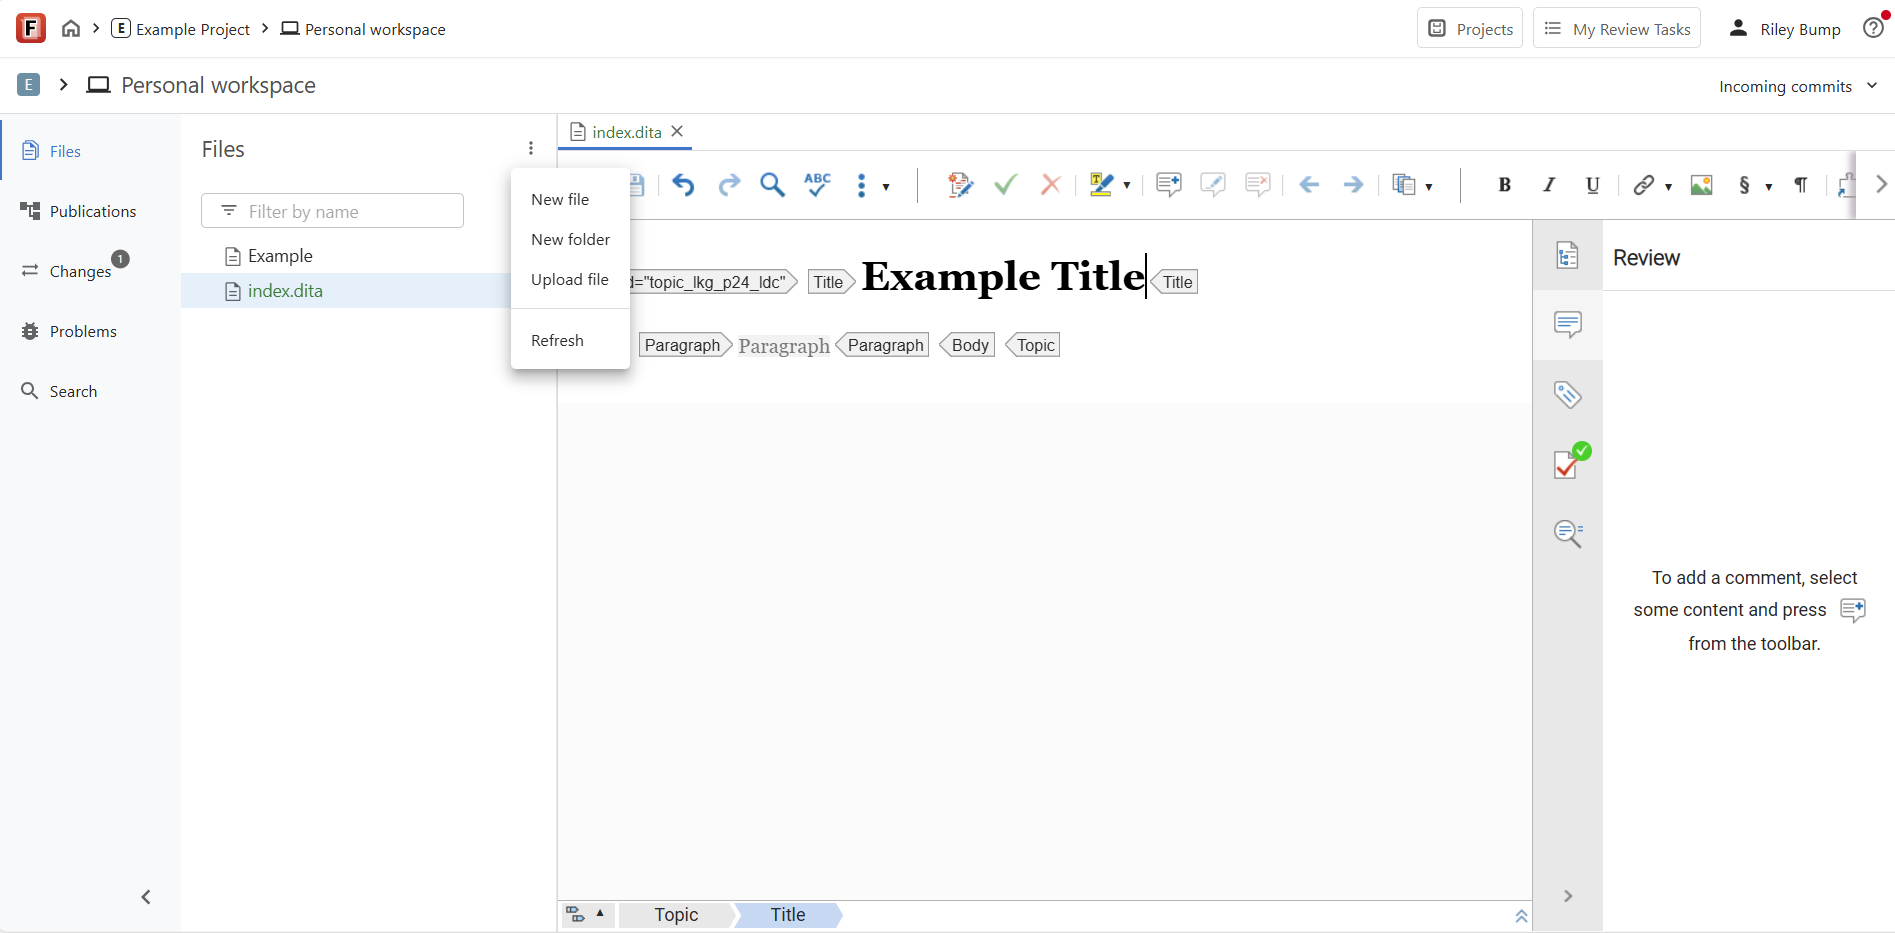 F
E Example Project Personal workspace
Projects
My Review Tasks
Riley Bump
E Personal workspace
Incoming commits
Files
Publications
Changes 1
Problems
Search
Files
Filter by name
Example
index.dita
New file
New folder
Upload file
Refresh
index.dita
ABC
T
B I U § ¶
d="topic_lkg_p24_ldc" Title Example Title Title
Paragraph Paragraph Paragraph Body Topic
Review
To add a comment, select
some content and press
from the toolbar.
Topic Title